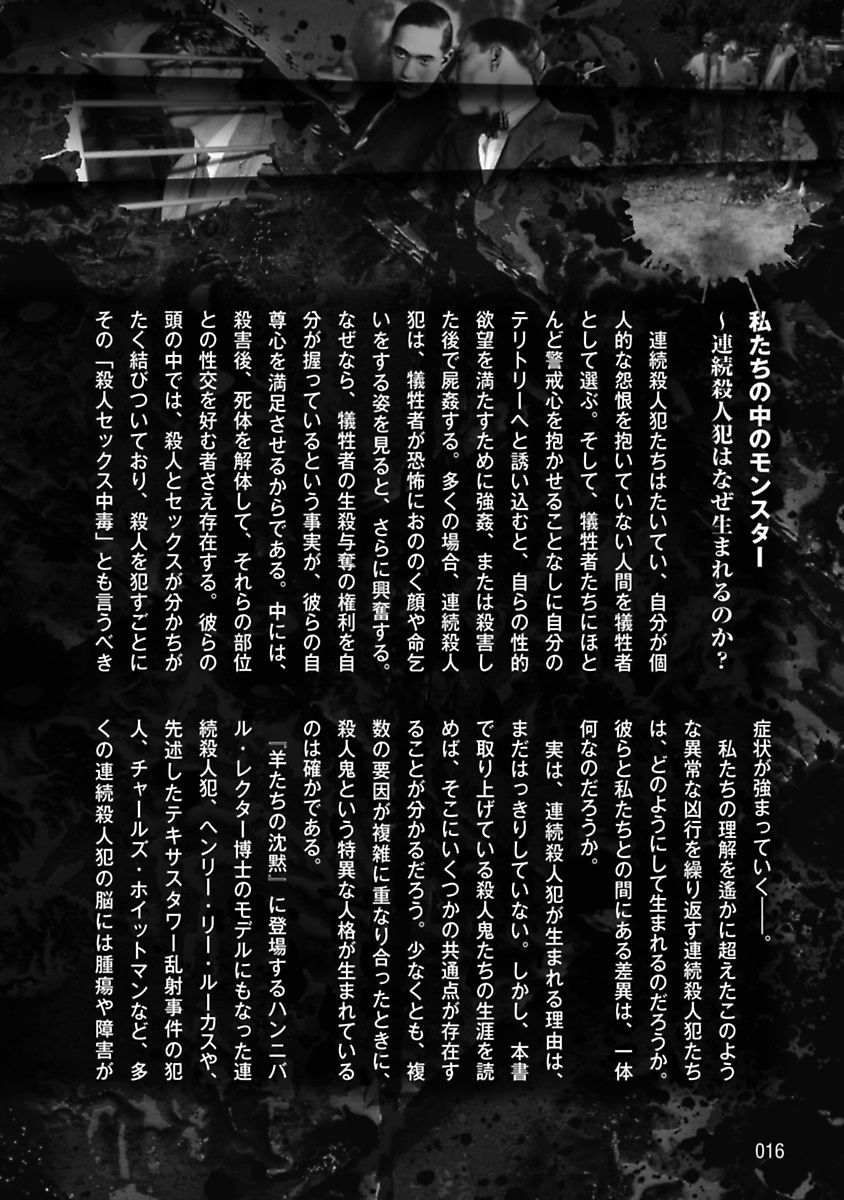 私たちの中のモンスター
〜連続殺人犯はなぜ生まれるのか？
連続殺人犯たちはたいてい、自分が個
人的な怨恨を抱いていない人間を犠牲者
として選ぶ。そして、犠牲者たちにほと
んど警戒心を抱かせることなしに自分の
テリトリーへと誘い込むと、自らの性的
欲望を満たすために強姦、または殺害し
た後で屍姦する。多くの場合、連続殺人
犯は、犠牲者が恐怖におののく顔や命乞
いをする姿を見ると、さらに興奮する。
なぜなら、犠牲者の生殺与奪の権利を自
分が握っているという事実が、彼らの自
尊心を満足させるからである。中には、
殺害後、死体を解体して、それらの部位
との性交を好む者さえ存在する。彼らの
頭の中では、殺人とセックスが分かちが
たく結びついており、殺人を犯すごとに
その「殺人セックス中毒」とも言うべき
症状が強まっていく――。
私たちの理解を遙かに超えたこのよう
な異常な凶行を繰り返す連続殺人犯たち
は、どのようにして生まれるのだろうか。
彼らと私たちとの間にある差異は、一体
何なのだろうか。
実は、連続殺人犯が生まれる理由は、
まだはっきりしていない。しかし、本書
で取り上げている殺人鬼たちの生涯を読
めば、そこにいくつかの共通点が存在す
ることが分かるだろう。少なくとも、複
数の要因が複雑に重なり合ったときに、
殺人鬼という特異な人格が生まれている
のは確かである。
『羊たちの沈黙』に登場するハンニバ
ル・レクター博士のモデルにもなった連
続殺人犯、ヘンリー・リー・ルーカスや、
先述したテキサスタワー乱射事件の犯
人、チャールズ・ホイットマンなど、多
くの連続殺人犯の脳には腫瘍や障害が
016